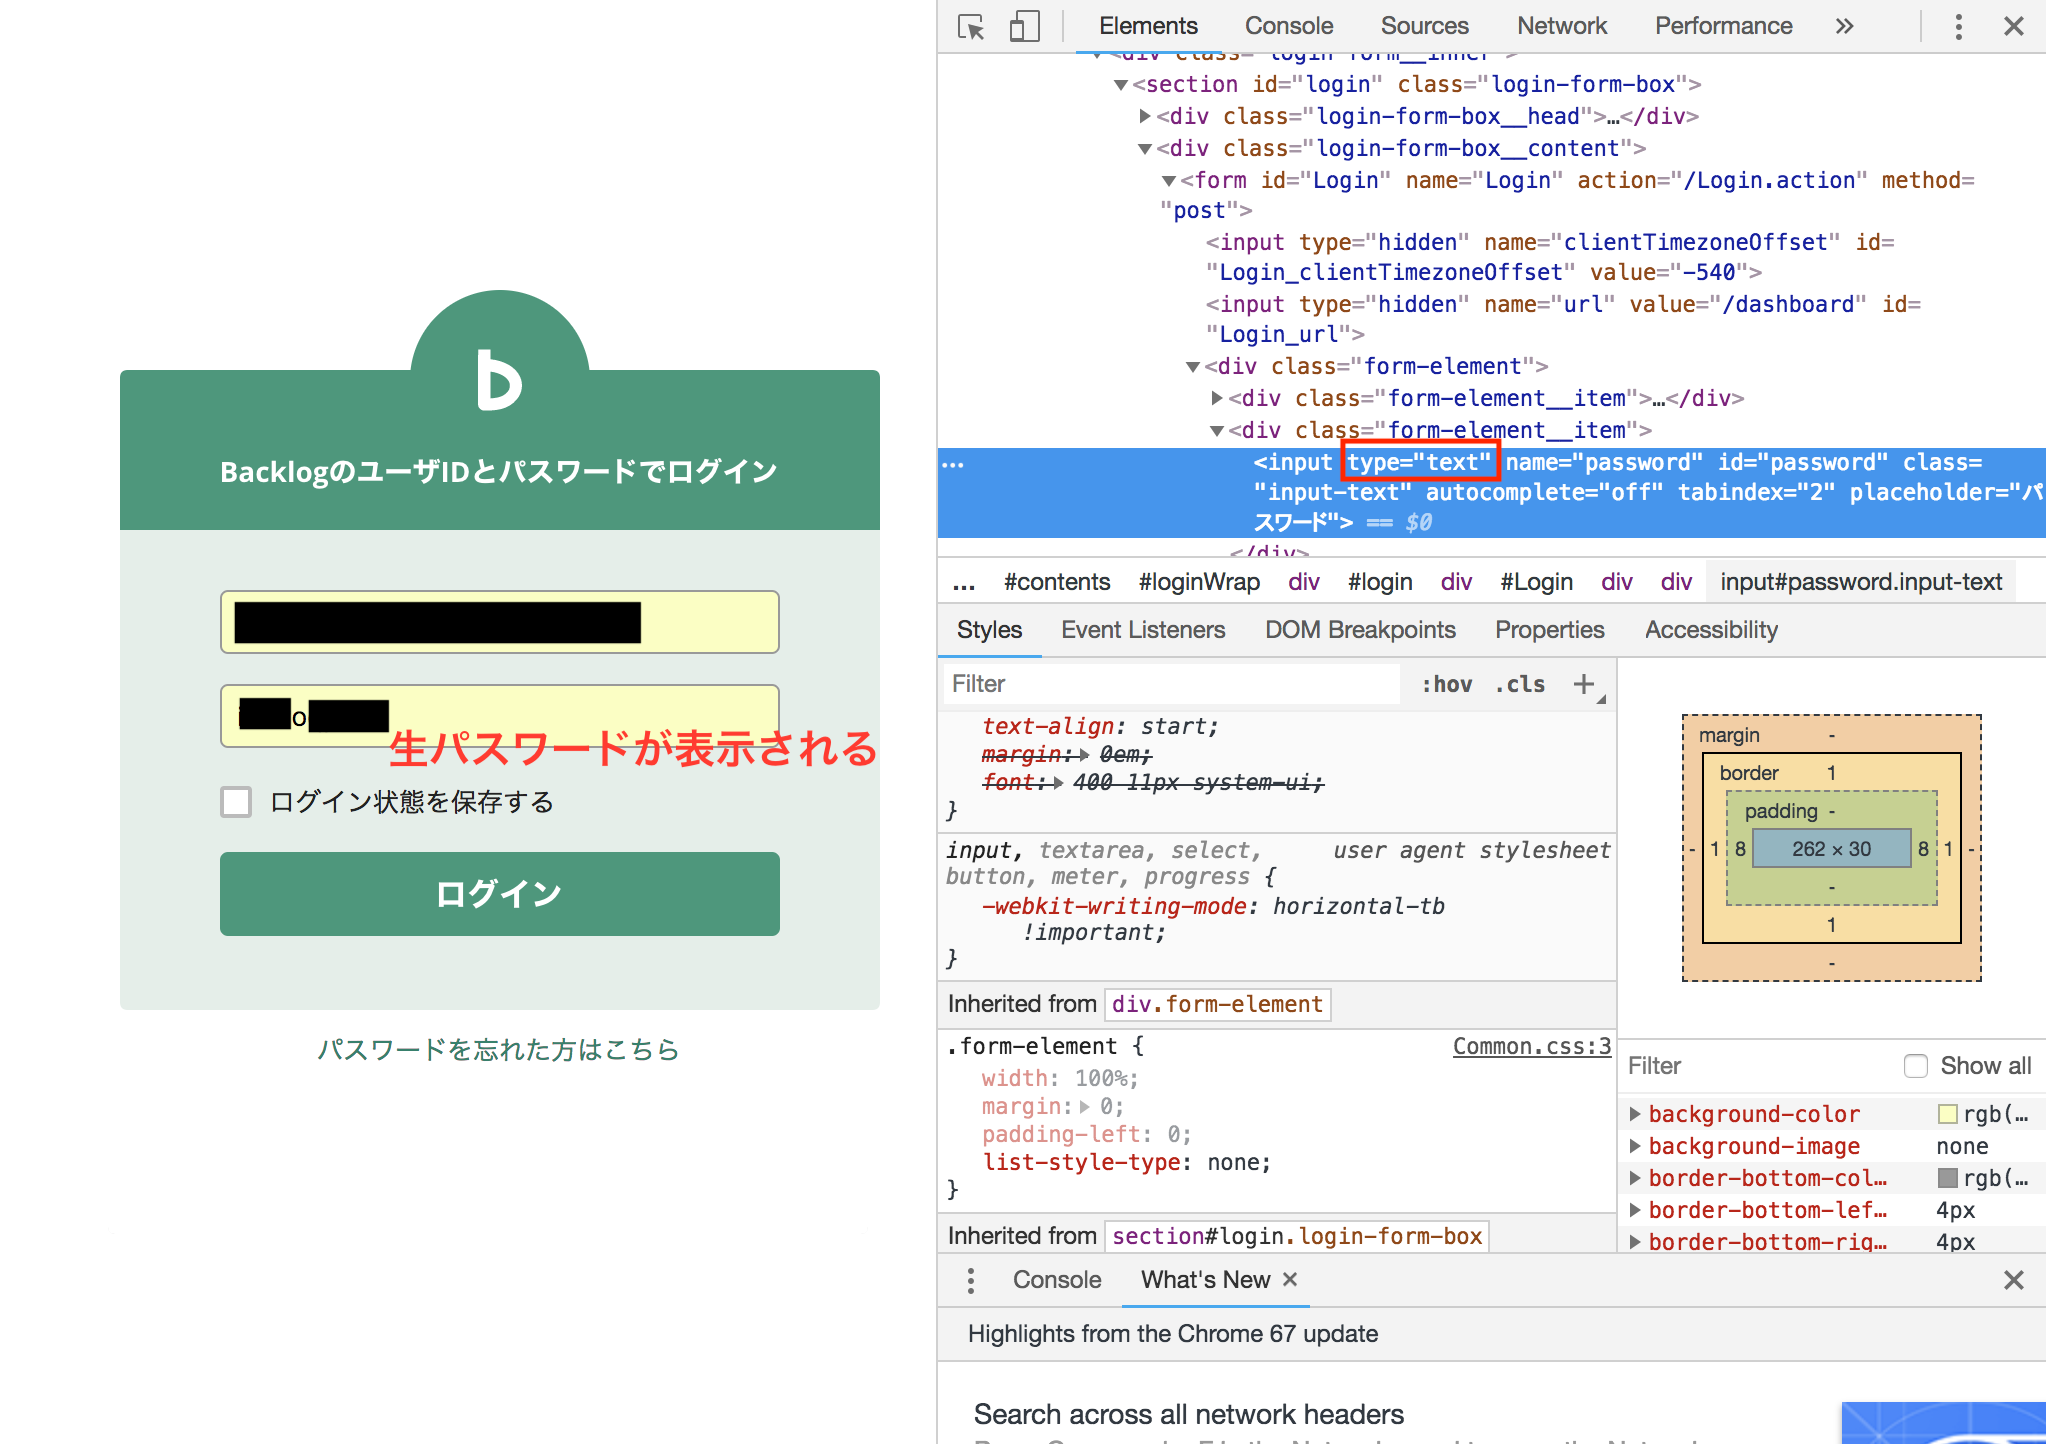 b
BacklogのユーザIDとパスワードでログイン
o
生パスワードが表示される
ログイン状態を保存する
ログイン
パスワードを忘れた方はこちら
Elements Console Sources Network Performance »
<div class="login-form__inner">
▼<section id="login" class="login-form-box">
▶<div class="login-form-box__head">…</div>
▼<div class="login-form-box__content">
▼<form id="Login" name="Login" action="/Login.action" method=
"post">
<input type="hidden" name="clientTimezoneOffset" id=
"Login_clientTimezoneOffset" value="-540">
<input type="hidden" name="url" value="/dashboard" id=
"Login_url">
▼<div class="form-element">
▶<div class="form-element__item">…</div>
▼<div class="form-element__item">
… <input type="text" name="password" id="password" class=
"input-text" autocomplete="off" tabindex="2" placeholder="パ
スワード"> == $0
</div>
... #contents #loginWrap div #login div #Login div div input#password.input-text
Styles Event Listeners DOM Breakpoints Properties Accessibility
Filter :hov .cls +
text-align: start;
margin:▶ 0em;
font:▶ 400 11px system-ui;
}
input, textarea, select, user agent stylesheet
button, meter, progress {
-webkit-writing-mode: horizontal-tb
!important;
}
Inherited from div.form-element
.form-element { Common.css:3
width: 100%;
margin:▶ 0;
padding-left: 0;
list-style-type: none;
}
Inherited from section#login.login-form-box
margin -
border 1
padding -
- 1 8 262 × 30 8 1 -
-
1
-
Filter Show all
▶ background-color rgb(…
▶ background-image none
▶ border-bottom-col… rgb(…
▶ border-bottom-lef… 4px
▶ border-bottom-rig… 4px
Console What's New ×
Highlights from the Chrome 67 update
Search across all network headers